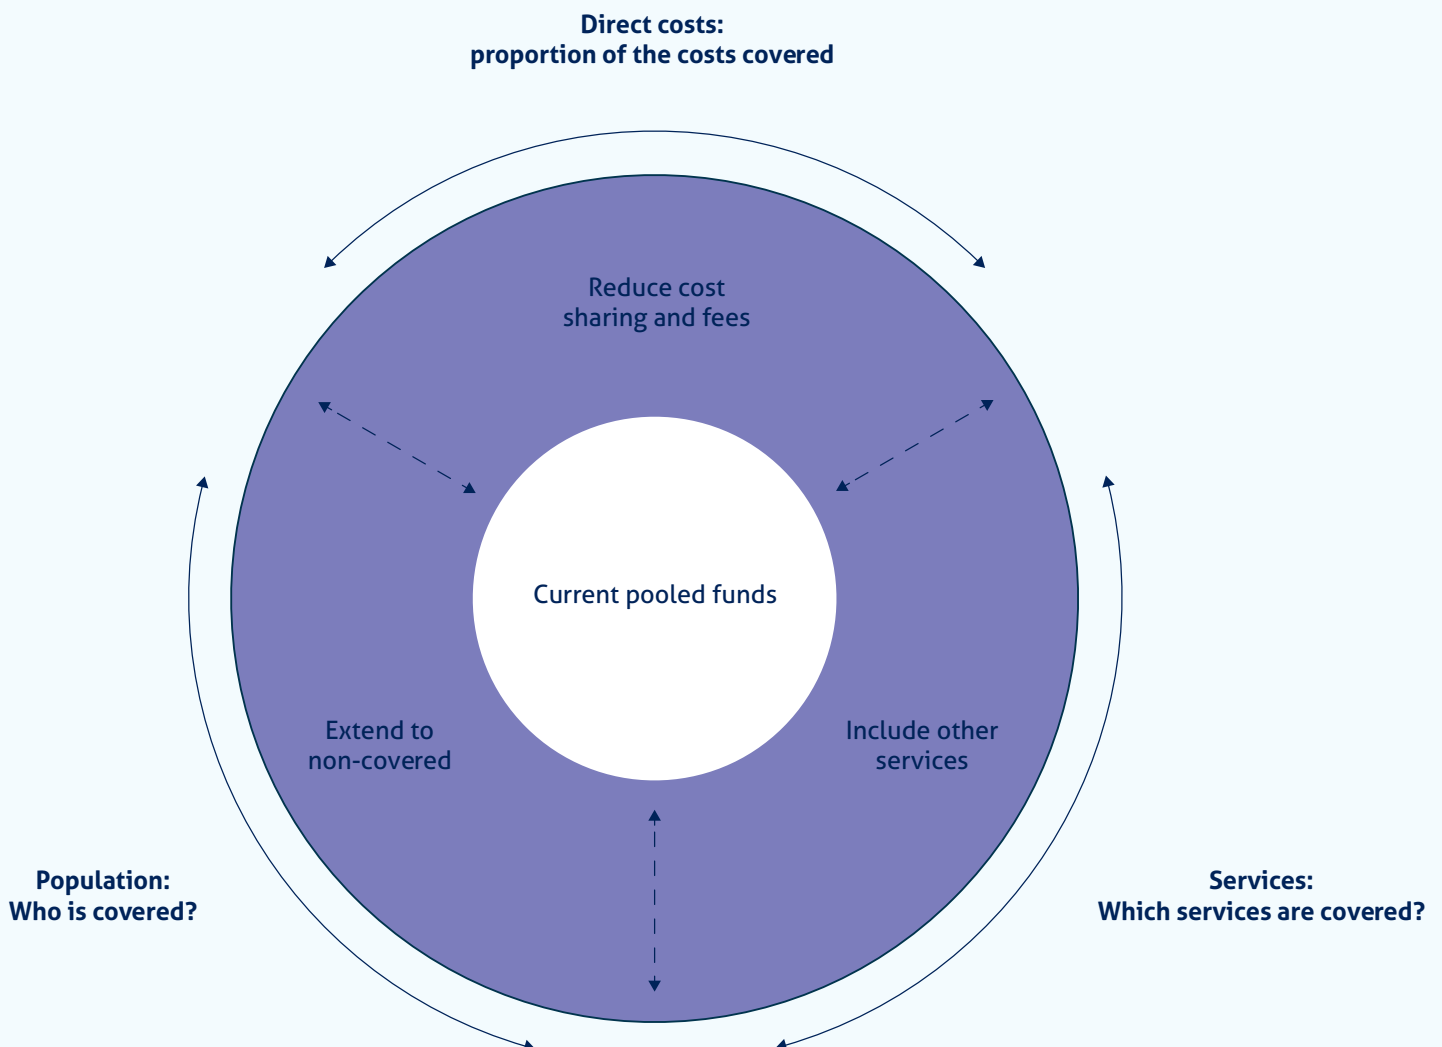 Direct costs:
proportion of the costs covered
Reduce cost
sharing and fees
Current pooled funds
Extend to
non-covered
Include other
services
Population:
Who is covered?
Services:
Which services are covered?